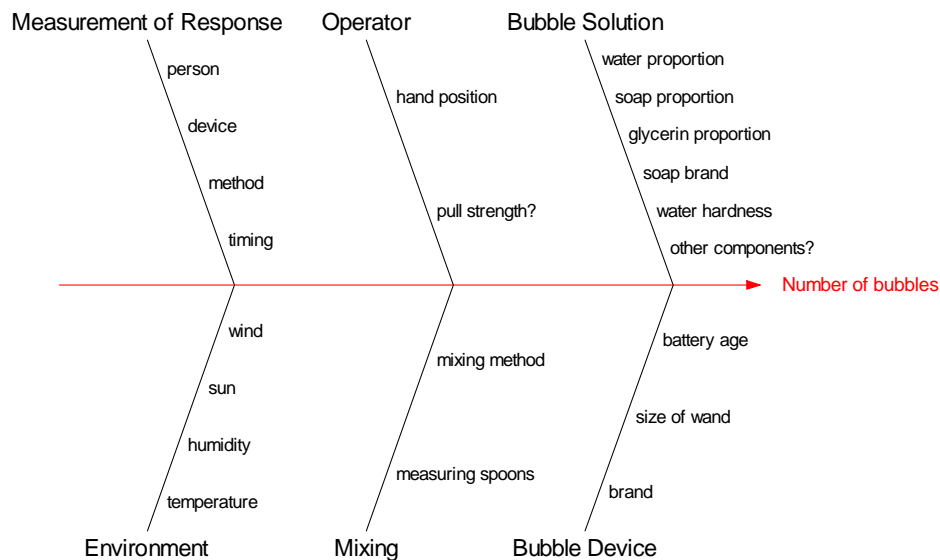 Measurement of Response
Operator
Bubble Solution
person
device
method
timing
hand position
pull strength?
water proportion
soap proportion
glycerin proportion
soap brand
water hardness
other components?
Number of bubbles
wind
sun
humidity
temperature
mixing method
measuring spoons
battery age
size of wand
brand
Environment
Mixing
Bubble Device